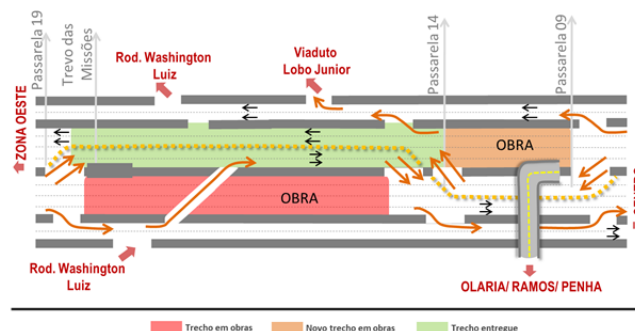 Passarela 19
Trevo das
Missões
Rod. Washington
Luiz
Viaduto
Lobo Junior
Passarela 14
Passarela 09
ZONA OESTE
OBRA
OBRA
CENTRO
Rod. Washington
Luiz
OLARIA/ RAMOS/ PENHA
Trecho em obras
Novo trecho em obras
Trecho entregue